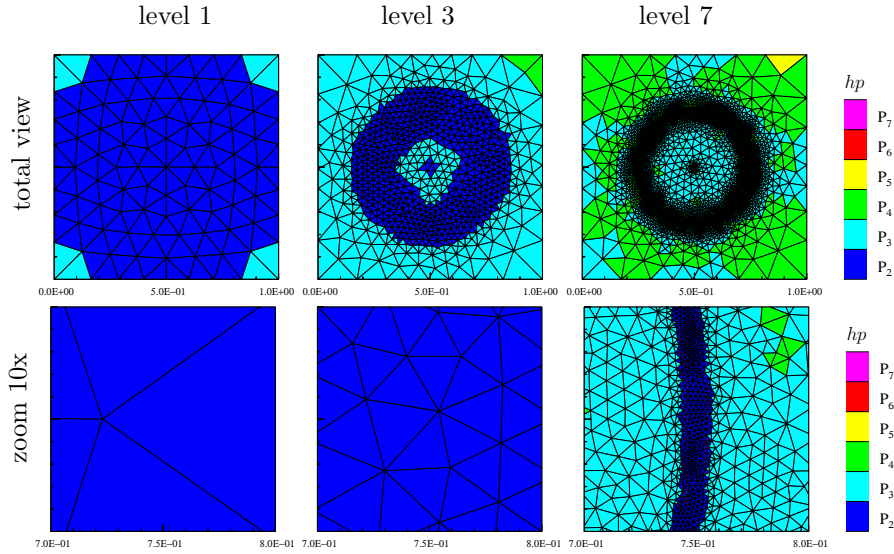 level 1
level 3
level 7
total view
hp
P7
P6
P5
P4
P3
P2
0.0E+00 5.0E−01 1.0E+00
0.0E+00 5.0E−01 1.0E+00
0.0E+00 5.0E−01 1.0E+00
zoom 10x
hp
P7
P6
P5
P4
P3
P2
7.0E−01 7.5E−01 8.0E−01
7.0E−01 7.5E−01 8.0E−01
7.0E−01 7.5E−01 8.0E−01